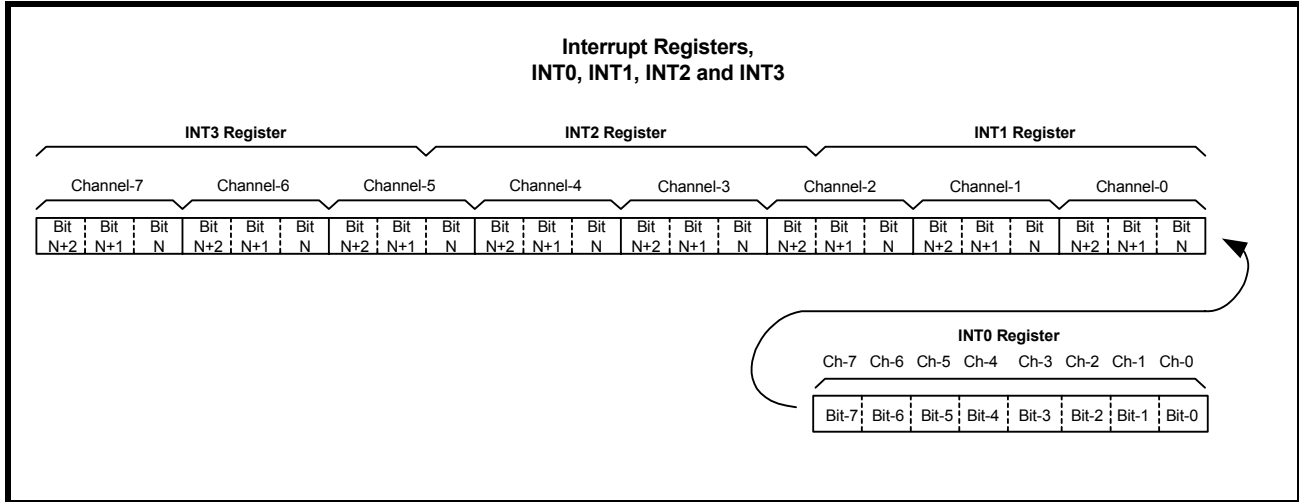 Interrupt Registers,
INT0, INT1, INT2 and INT3
INT3 Register INT2 Register INT1 Register
Channel-7 Channel-6 Channel-5 Channel-4 Channel-3 Channel-2 Channel-1 Channel-0
Bit Bit Bit Bit Bit Bit Bit Bit Bit Bit Bit Bit Bit Bit Bit Bit Bit Bit Bit Bit Bit Bit Bit Bit
N+2 N+1 N N+2 N+1 N N+2 N+1 N N+2 N+1 N N+2 N+1 N N+2 N+1 N N+2 N+1 N N+2 N+1 N
INT0 Register
Ch-7 Ch-6 Ch-5 Ch-4 Ch-3 Ch-2 Ch-1 Ch-0
Bit-7 Bit-6 Bit-5 Bit-4 Bit-3 Bit-2 Bit-1 Bit-0